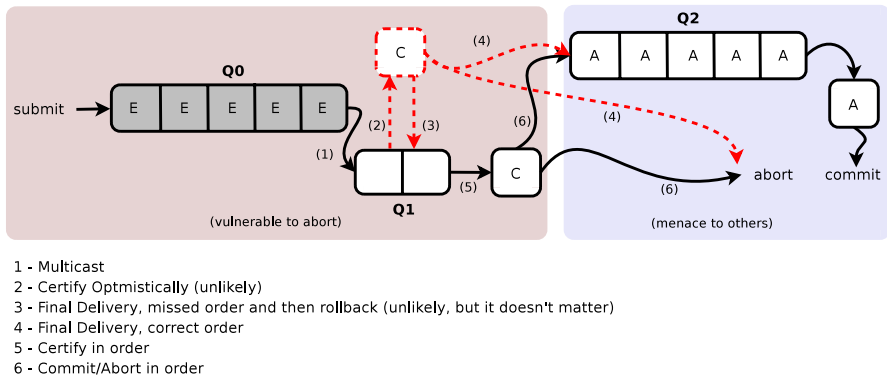 Q2
(4)
C
A A A A A
Q0
submit
E E E E E
A
(2)
(3)
(6)
(4)
(1)
(5)
C
(6)
abort
commit
Q1
(vulnerable to abort)
(menace to others)
1 - Multicast
2 - Certify Optmistically (unlikely)
3 - Final Delivery, missed order and then rollback (unlikely, but it doesn't matter)
4 - Final Delivery, correct order
5 - Certify in order
6 - Commit/Abort in order